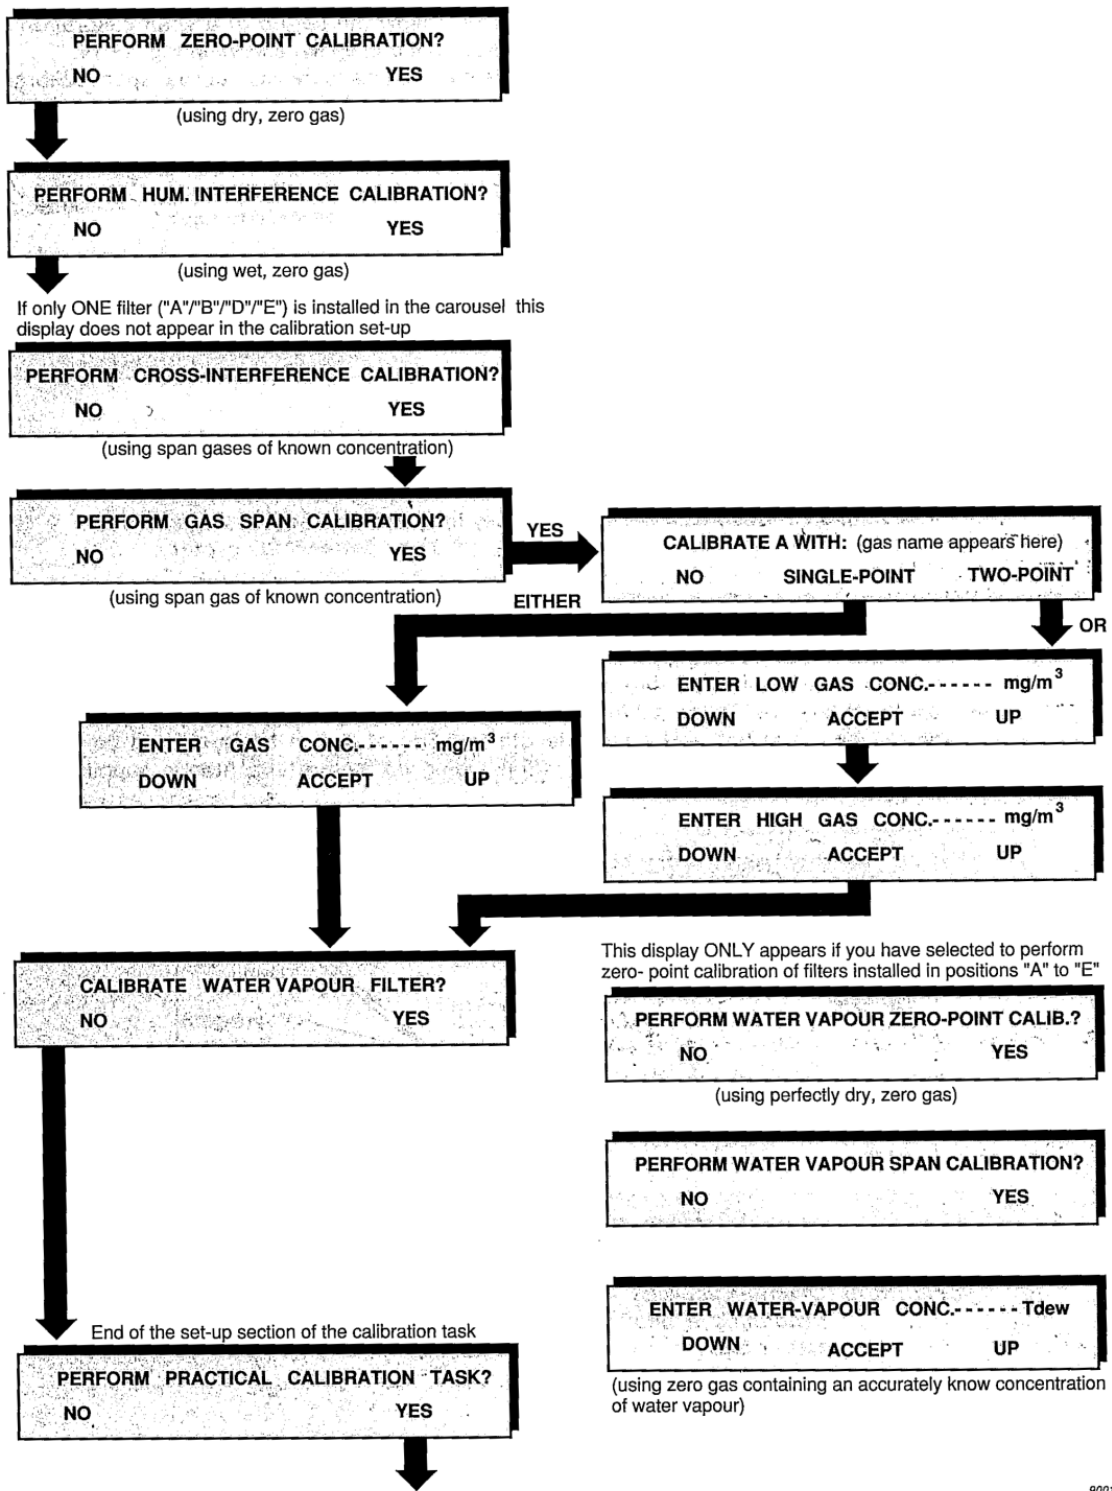 PERFORM ZERO-POINT CALIBRATION?
NO YES
(using dry, zero gas)
PERFORM HUM. INTERFERENCE CALIBRATION?
NO YES
(using wet, zero gas)
If only ONE filter ("A"/"B"/"D"/"E") is installed in the carousel this
display does not appear in the calibration set-up
PERFORM CROSS-INTERFERENCE CALIBRATION?
NO YES
(using span gases of known concentration)
PERFORM GAS SPAN CALIBRATION?
NO YES
(using span gas of known concentration)
YES
CALIBRATE A WITH: (gas name appears here)
NO SINGLE-POINT TWO-POINT
EITHER
OR
ENTER LOW GAS CONC.------ mg/m³
DOWN ACCEPT UP
ENTER GAS CONC.------ mg/m³
DOWN ACCEPT UP
ENTER HIGH GAS CONC.------ mg/m³
DOWN ACCEPT UP
CALIBRATE WATER VAPOUR FILTER?
NO YES
This display ONLY appears if you have selected to perform
zero- point calibration of filters installed in positions "A" to "E"
PERFORM WATER VAPOUR ZERO-POINT CALIB.?
NO YES
(using perfectly dry, zero gas)
PERFORM WATER VAPOUR SPAN CALIBRATION?
NO YES
ENTER WATER-VAPOUR CONC.------Tdew
DOWN ACCEPT UP
(using zero gas containing an accurately know concentration
of water vapour)
End of the set-up section of the calibration task
PERFORM PRACTICAL CALIBRATION TASK?
NO YES